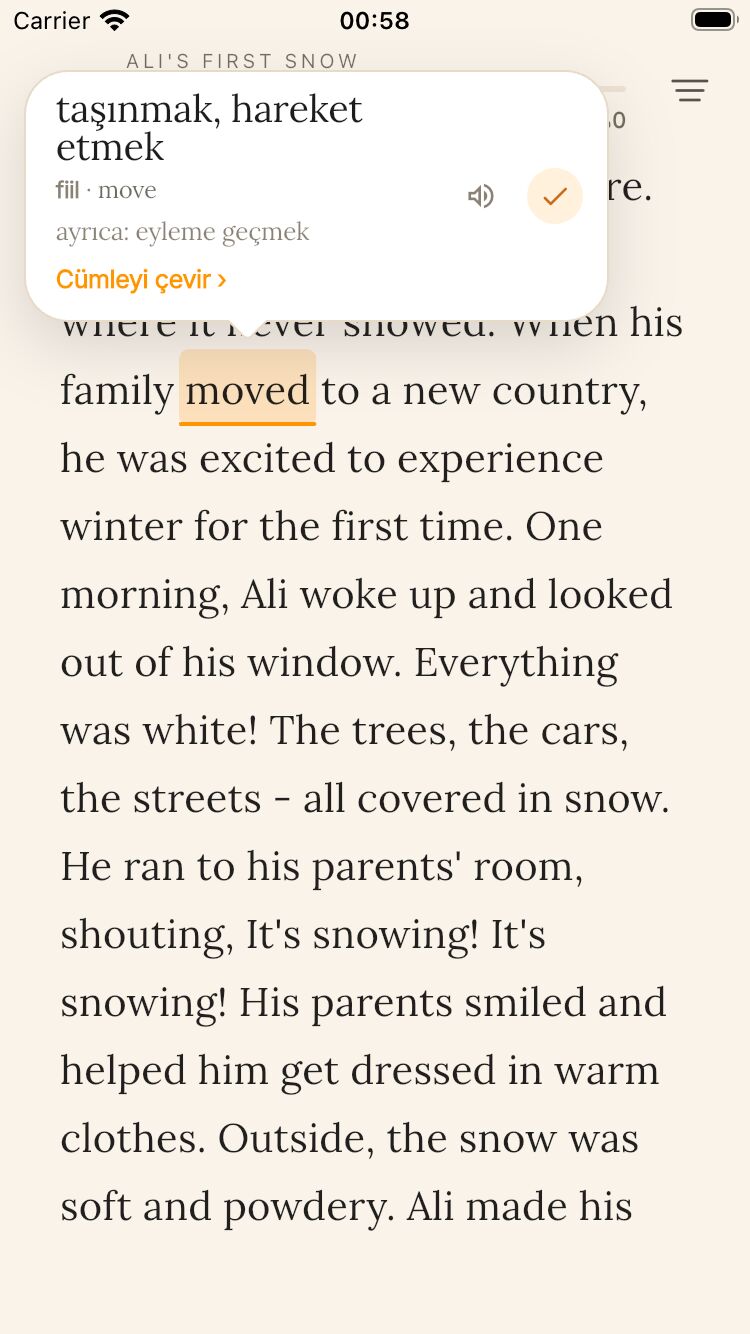 Carrier 00:58
ALI'S FIRST SNOW
taşınmak, hareket
etmek
fiil · move
ayrıca: eyleme geçmek
Cümleyi çevir ›
where it never snowed. When his
family moved to a new country,
he was excited to experience
winter for the first time. One
morning, Ali woke up and looked
out of his window. Everything
was white! The trees, the cars,
the streets - all covered in snow.
He ran to his parents' room,
shouting, It's snowing! It's
snowing! His parents smiled and
helped him get dressed in warm
clothes. Outside, the snow was
soft and powdery. Ali made his